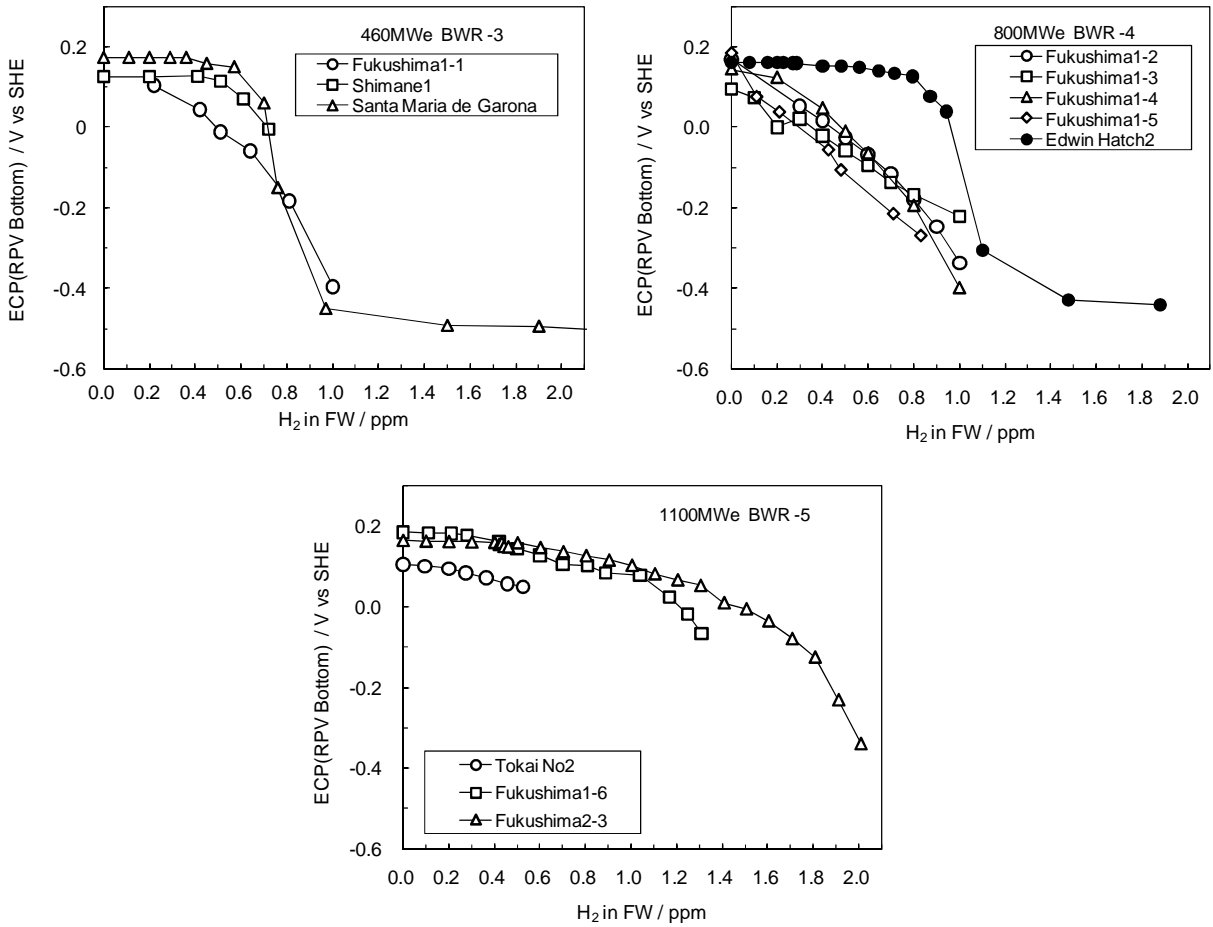 460MWe BWR -3
Fukushima1-1
Shimane1
Santa Maria de Garona
ECP(RPV Bottom) / V vs SHE
0.2
0
-0.2
-0.4
-0.6
0.0 0.2 0.4 0.6 0.8 1.0 1.2 1.4 1.6 1.8 2.0
H₂ in FW / ppm
800MWe BWR -4
Fukushima1-2
Fukushima1-3
Fukushima1-4
Fukushima1-5
Edwin Hatch2
ECP(RPV Bottom) / V vs SHE
0.2
0
-0.2
-0.4
-0.6
0.0 0.2 0.4 0.6 0.8 1.0 1.2 1.4 1.6 1.8 2.0
H₂ in FW / ppm
1100MWe BWR -5
Tokai No2
Fukushima1-6
Fukushima2-3
ECP(RPV Bottom) / V vs SHE
0.2
0.0
-0.2
-0.4
-0.6
0.0 0.2 0.4 0.6 0.8 1.0 1.2 1.4 1.6 1.8 2.0
H₂ in FW / ppm